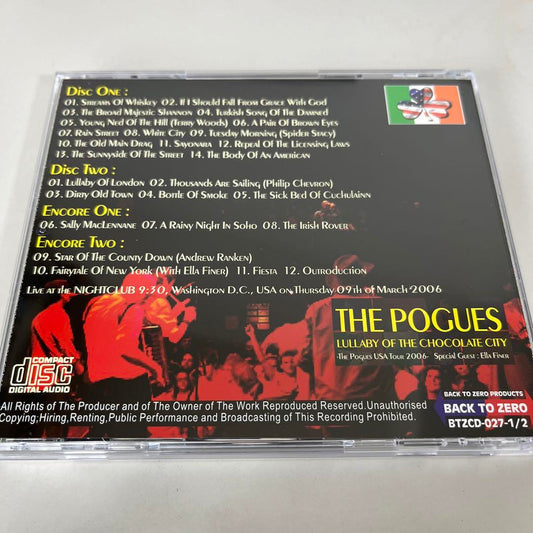 Disc One :
01. Streams Of Whiskey 02. If I Should Fall From Grace With God
03. The Broad Majestic Shannon 04. Turkish Song Of The Damned
05. Young Ned Of The Hill (Terry Woods) 06. A Pair Of Brown Eyes
07. Rain Street 08. White City 09. Tuesday Morning (Spider Stacy)
10. The Old Main Drag 11. Sayonara 12. Repeal Of The Licensing Laws
13. The Sunnyside Of The Street 14. The Body Of An American
Disc Two :
01. Lullaby Of London 02. Thousands Are Sailing (Philip Chevron)
03. Dirty Old Town 04. Bottle Of Smoke 05. The Sick Bed Of Cuchulainn
Encore One :
06. Sally MacLennane 07. A Rainy Night In Soho 08. The Irish Rover
Encore Two :
09. Star Of The County Down (Andrew Ranken)
10. Fairytale Of New York (With Ella Finer) 11. Fiesta 12. Outroduction
Live at the NIGHTCLUB 9:30, Washington D.C., USA on Thursday 09th of March 2006
THE POGUES
LULLABY OF THE CHOCOLATE CITY
-The Pogues USA Tour 2006- Special Guest : Ella Finer
COMPACT
disc
DIGITAL AUDIO
All Rights of The Producer and of The Owner of The Work Reproduced Reserved.Unauthorised
Copying,Hiring,Renting,Public Performance and Broadcasting of This Recording Prohibited.
BACK TO ZERO PRODUCTS
BACK TO ZERO
BTZCD-027-1/2